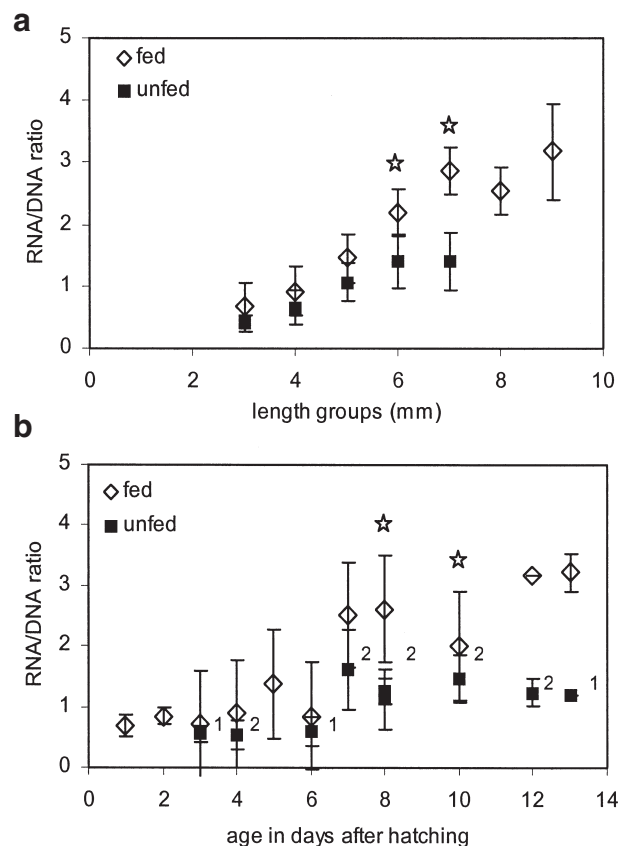 a
5
4
3
2
1
0
RNA/DNA ratio
fed
unfed
0 2 4 6 8 10
length groups (mm)
b
5
4
3
2
1
0
RNA/DNA ratio
fed
unfed
1 2 1 2 2 2 2 1
0 2 4 6 8 10 12 14
age in days after hatching